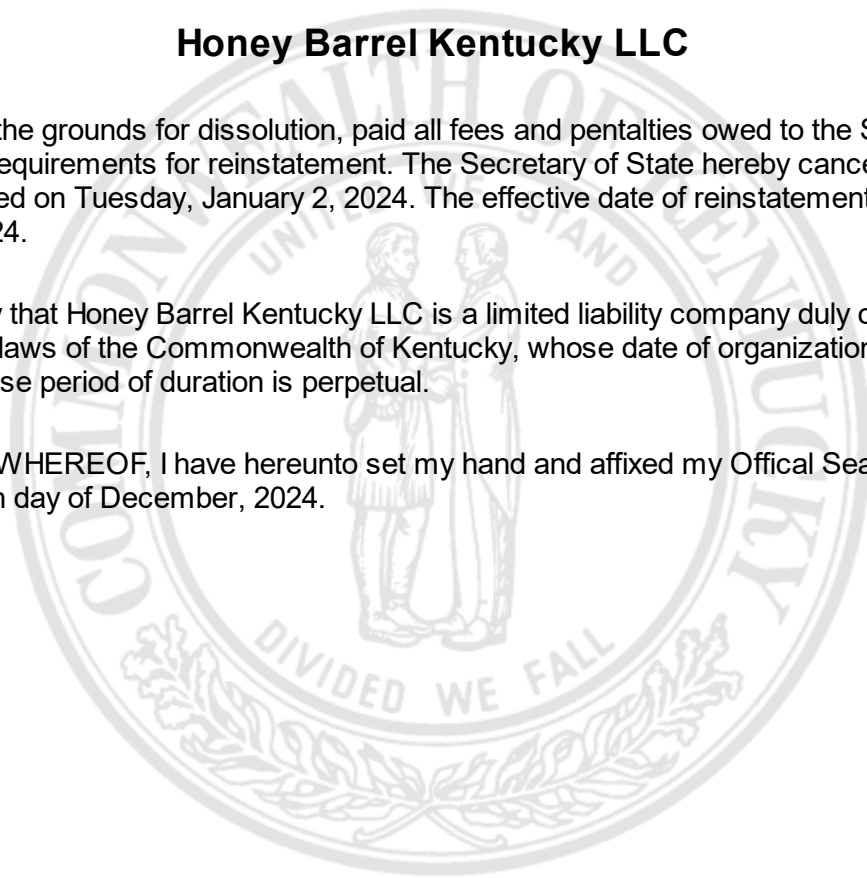 Honey Barrel Kentucky LLC
the grounds for dissolution, paid all fees and pentalties owed to the S
equirements for reinstatement. The Secretary of State hereby cance
ed on Tuesday, January 2, 2024. The effective date of reinstatement
24.
y that Honey Barrel Kentucky LLC is a limited liability company duly o
laws of the Commonwealth of Kentucky, whose date of organization
se period of duration is perpetual.
WHEREOF, I have hereunto set my hand and affixed my Offical Sea
h day of December, 2024.
COMMONWEALTH OF KENTUCKY
UNITED WE STAND
DIVIDED WE FALL